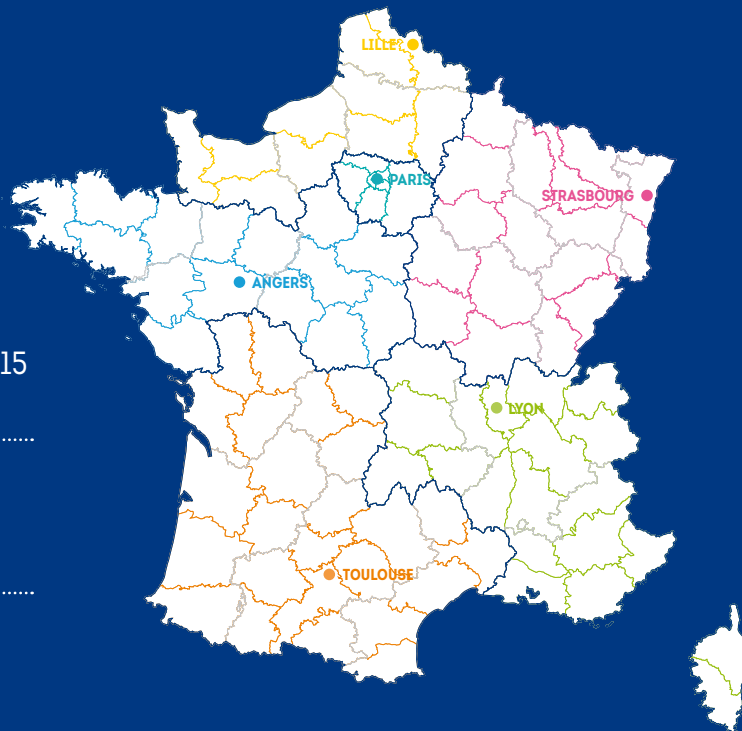 LILLE
PARIS
STRASBOURG
ANGERS
15
LYON
......
......
TOULOUSE